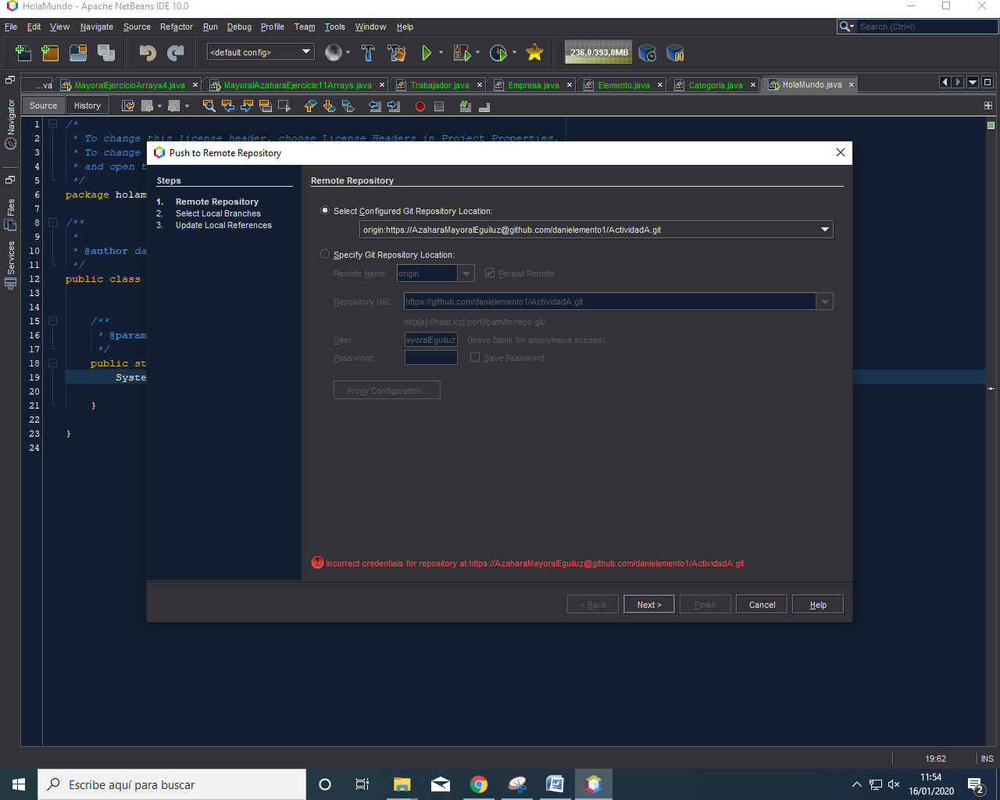 HolaMundo - Apache NetBeans IDE 10.0
File Edit View Navigate Source Refactor Run Debug Profile Team Tools Window Help
Search (Ctrl+I)
<default config>
236,0/393,0MB
...va MayoralEjercicioArrays4.java MayoralAzaharaEjercicio11Arrays.java Trabajador.java Empresa.java Elemento.java Categoria.java HolaMundo.java
Source History
Navigator
Files
Services
1 /*
2 * To change this license header, choose License Headers in Project Properties.
3 * To change
4 * and open t
5 */
6 package holam
7
8 /**
9 *
10 * @author da
11 */
12 public class
13
14
15 /**
16 * @param
17 */
18 public st
19 Syste
20
21 }
22
23 }
24
Push to Remote Repository
Steps
1. Remote Repository
2. Select Local Branches
3. Update Local References
Remote Repository
Select Configured Git Repository Location:
origin:https://AzaharaMayoralEguiluz@github.com/danielemento1/ActividadA.git
Specify Git Repository Location:
Remote Name: origin Persist Remote
Repository URL: https://github.com/danielemento1/ActividadA.git
http[s]://host.xz[:port]/path/to/repo.git/
User: ayoralEguiluz (leave blank for anonymous access)
Password: Save Password
Proxy Configuration...
Incorrect credentials for repository at https://AzaharaMayoralEguiluz@github.com/danielemento1/ActividadA.git
< Back Next > Finish Cancel Help
19:62 INS
Escribe aquí para buscar
11:54
16/01/2020
2